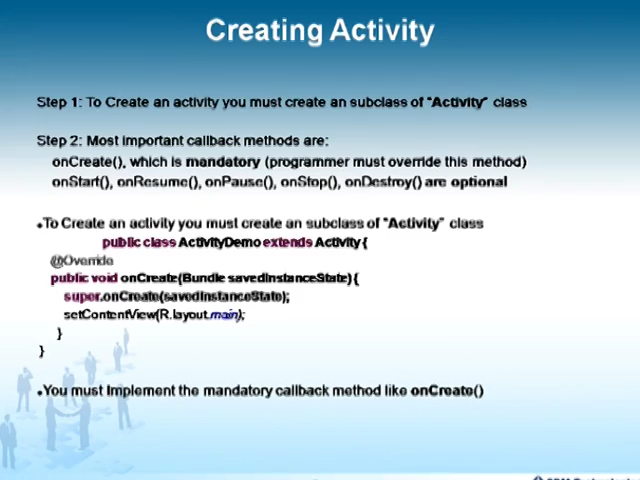 Creating Activity
Step 1: To Create an activity you must create an subclass of "Activity" class
Step 2: Most important callback methods are:
onCreate(), which is mandatory (programmer must override this method)
onStart(), onResume(), onPause(), onStop(), onDestroy() are optional
•To Create an activity you must create an subclass of "Activity" class
public class ActivityDemo extends Activity {
@Override
public void onCreate(Bundle savedInstanceState) {
super.onCreate(savedInstanceState);
setContentView(R.layout.main);
}
}
•You must Implement the mandatory callback method like onCreate()